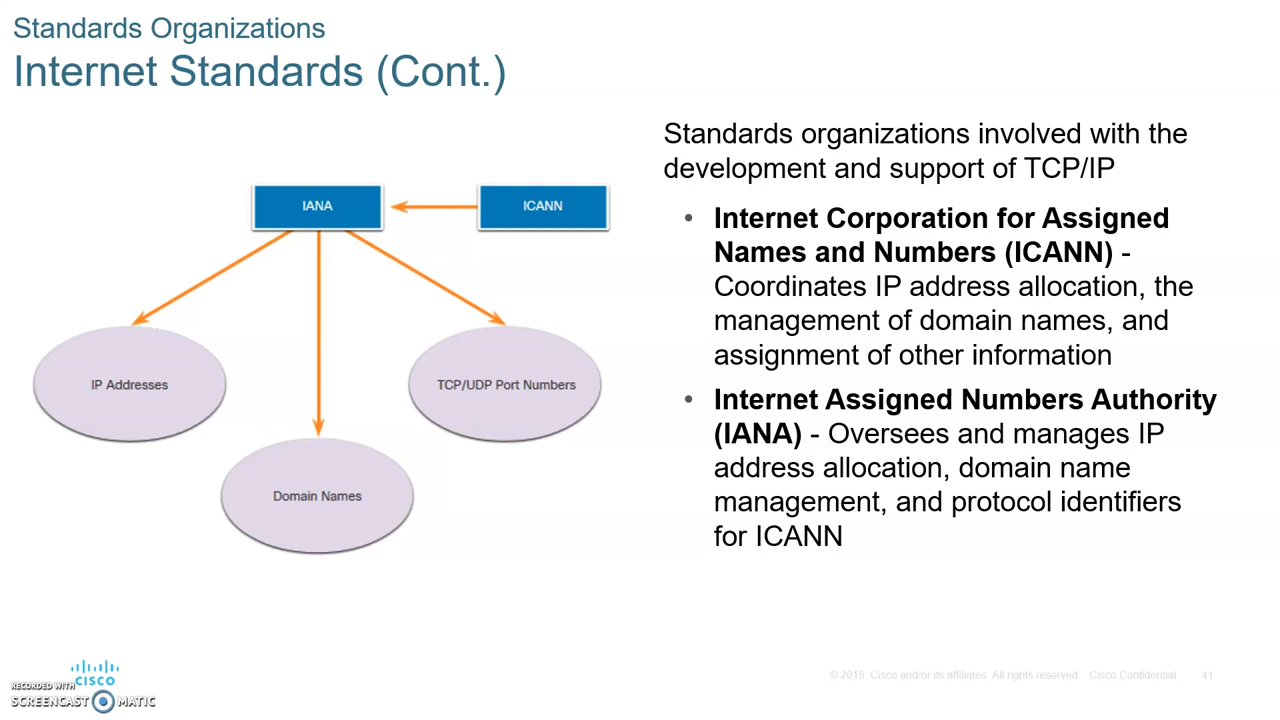 Standards Organizations
Internet Standards (Cont.)
Standards organizations involved with the
development and support of TCP/IP
IANA
ICANN
• Internet Corporation for Assigned
Names and Numbers (ICANN) -
Coordinates IP address allocation, the
management of domain names, and
assignment of other information
IP Addresses
TCP/UDP Port Numbers
Domain Names
• Internet Assigned Numbers Authority
(IANA) - Oversees and manages IP
address allocation, domain name
management, and protocol identifiers
for ICANN
CISCO
RECORDED WITH
SCREENCAST MATIC
© 2016 Cisco and/or its affiliates. All rights reserved. Cisco Confidential 41